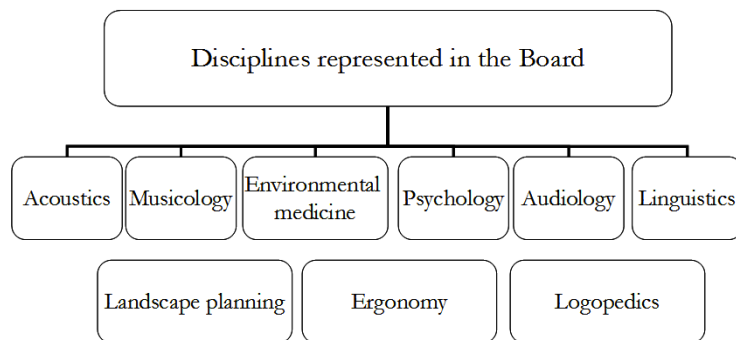 Disciplines represented in the Board
Acoustics
Musicology
Environmental
medicine
Psychology
Audiology
Linguistics
Landscape planning
Ergonomy
Logopedics